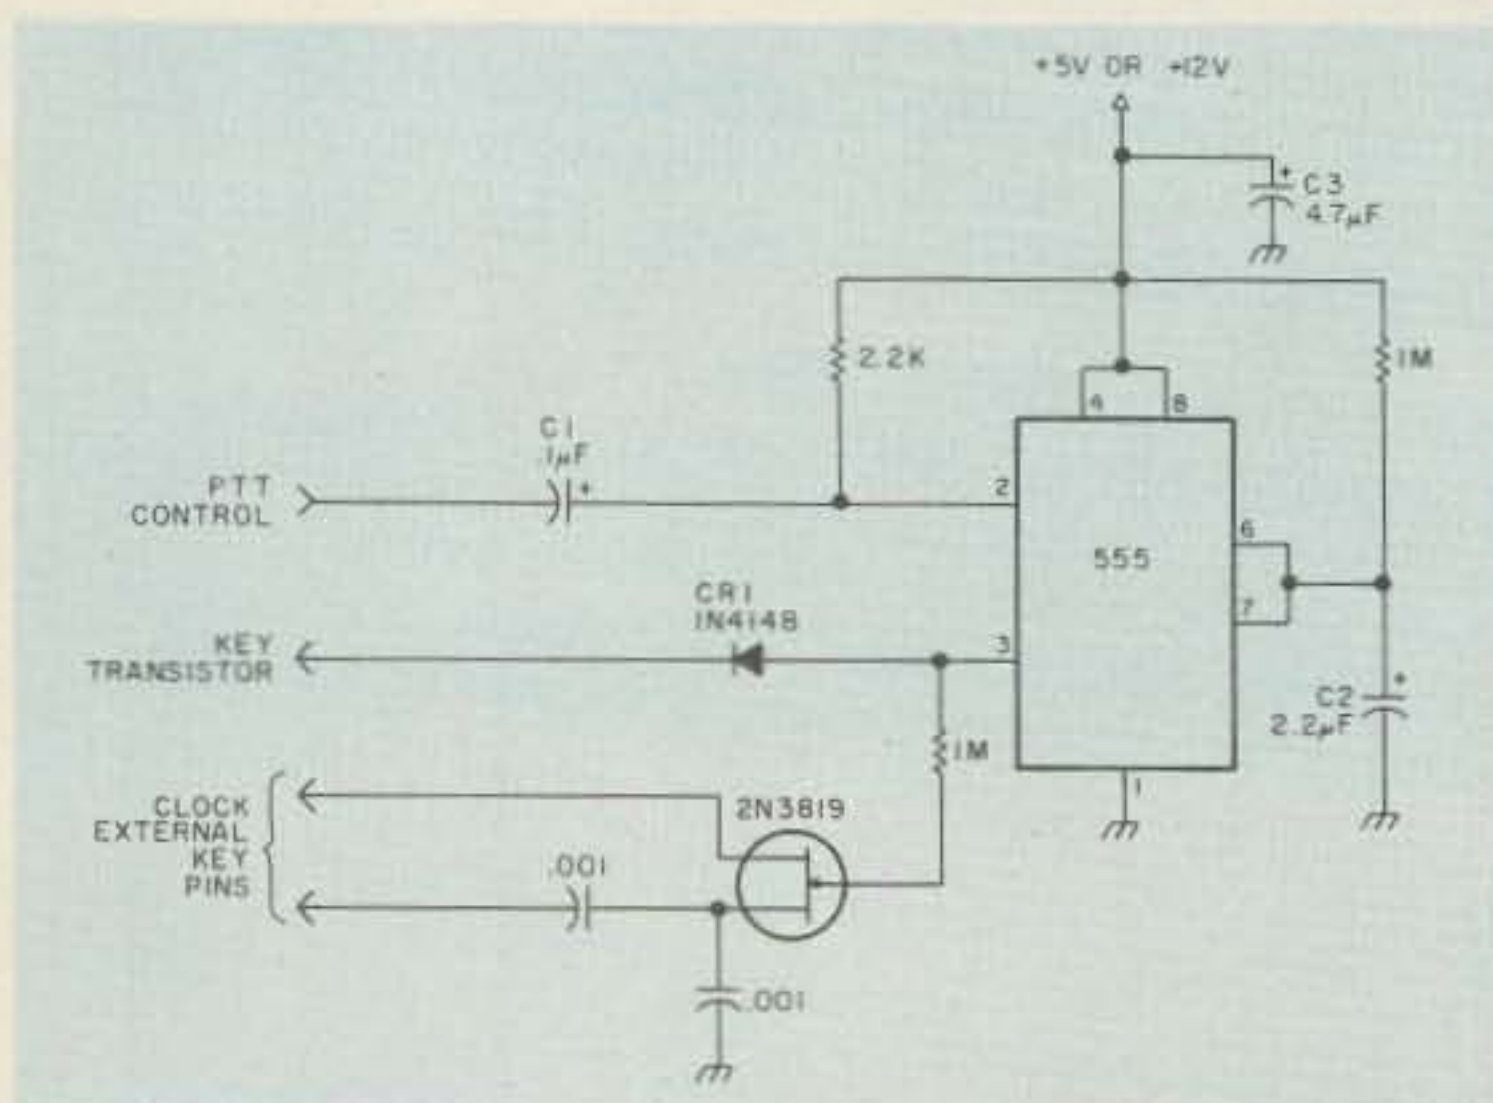 +5V OR +12V
C3
4.7µF
2.2K
1M
4
8
C1
.1µF
PTT
CONTROL
2
6
555
CR1
1N4148
7
KEY
TRANSISTOR
3
C2
2.2µF
1M
1
CLOCK
EXTERNAL
KEY
PINS
2N3819
.001
.001